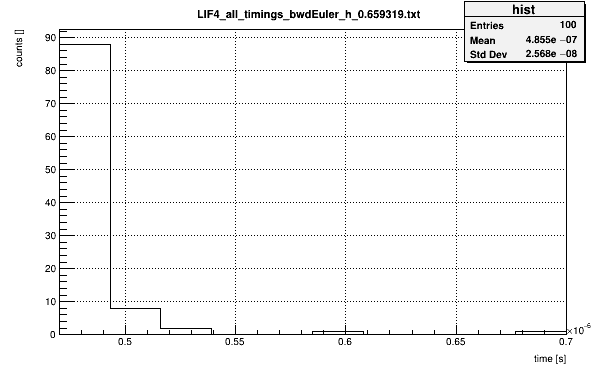 LIF4_all_timings_bwdEuler_h_0.659319.txt
hist
Entries 100
Mean 4.855e −07
Std Dev 2.568e −08
counts []
90
80
70
60
50
40
30
20
10
0
0.5 0.55 0.6 0.65 0.7
×10⁻⁶
time [s]